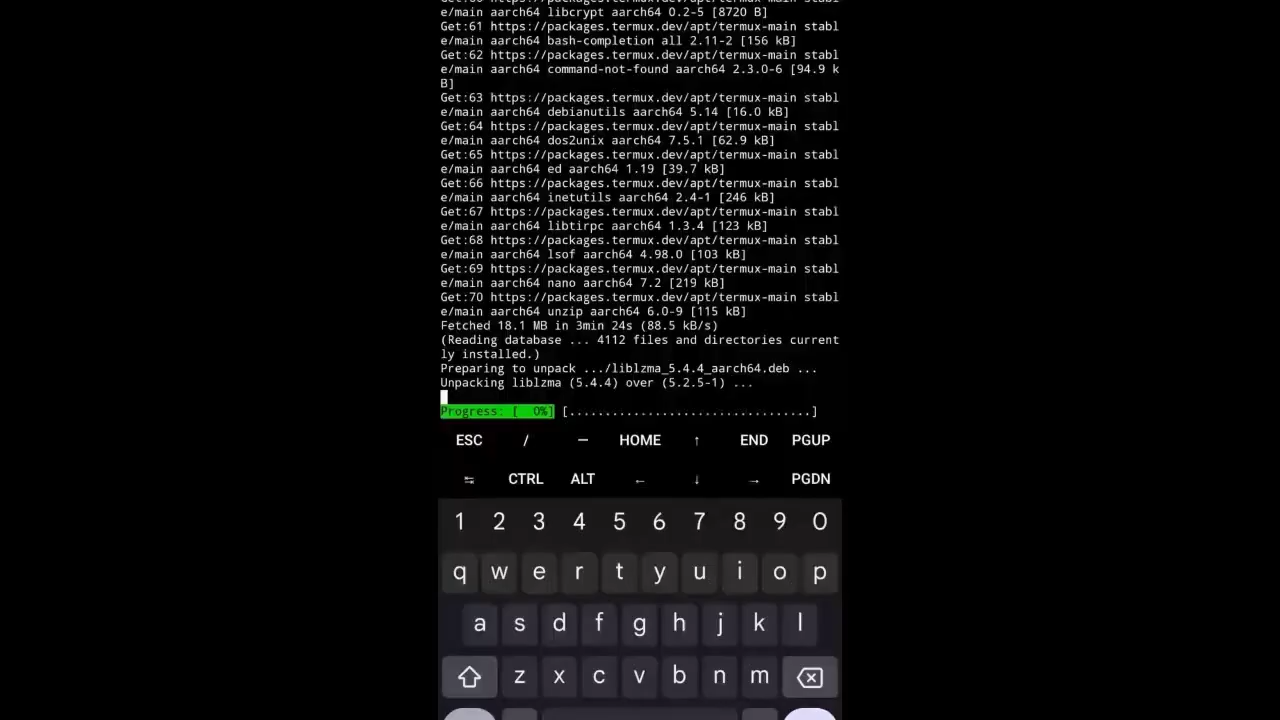 e/main aarch64 libcrypt aarch64 0.2-5 [8720 B]
Get:61 https://packages.termux.dev/apt/termux-main stabl
e/main aarch64 bash-completion all 2.11-2 [156 kB]
Get:62 https://packages.termux.dev/apt/termux-main stabl
e/main aarch64 command-not-found aarch64 2.3.0-6 [94.9 k
B]
Get:63 https://packages.termux.dev/apt/termux-main stabl
e/main aarch64 debianutils aarch64 5.14 [16.0 kB]
Get:64 https://packages.termux.dev/apt/termux-main stabl
e/main aarch64 dos2unix aarch64 7.5.1 [62.9 kB]
Get:65 https://packages.termux.dev/apt/termux-main stabl
e/main aarch64 ed aarch64 1.19 [39.7 kB]
Get:66 https://packages.termux.dev/apt/termux-main stabl
e/main aarch64 inetutils aarch64 2.4-1 [246 kB]
Get:67 https://packages.termux.dev/apt/termux-main stabl
e/main aarch64 libtirpc aarch64 1.3.4 [123 kB]
Get:68 https://packages.termux.dev/apt/termux-main stabl
e/main aarch64 lsof aarch64 4.98.0 [103 kB]
Get:69 https://packages.termux.dev/apt/termux-main stabl
e/main aarch64 nano aarch64 7.2 [219 kB]
Get:70 https://packages.termux.dev/apt/termux-main stabl
e/main aarch64 unzip aarch64 6.0-9 [115 kB]
Fetched 18.1 MB in 3min 24s (88.5 kB/s)
(Reading database ... 4112 files and directories current
ly installed.)
Preparing to unpack .../liblzma_5.4.4_aarch64.deb ...
Unpacking liblzma (5.4.4) over (5.2.5-1) ...
Progress: [  0%] [..................................]
ESC / — HOME ↑ END PGUP
⇆ CTRL ALT ← ↓ → PGDN
1 2 3 4 5 6 7 8 9 0
q w e r t y u i o p
a s d f g h j k l
z x c v b n m